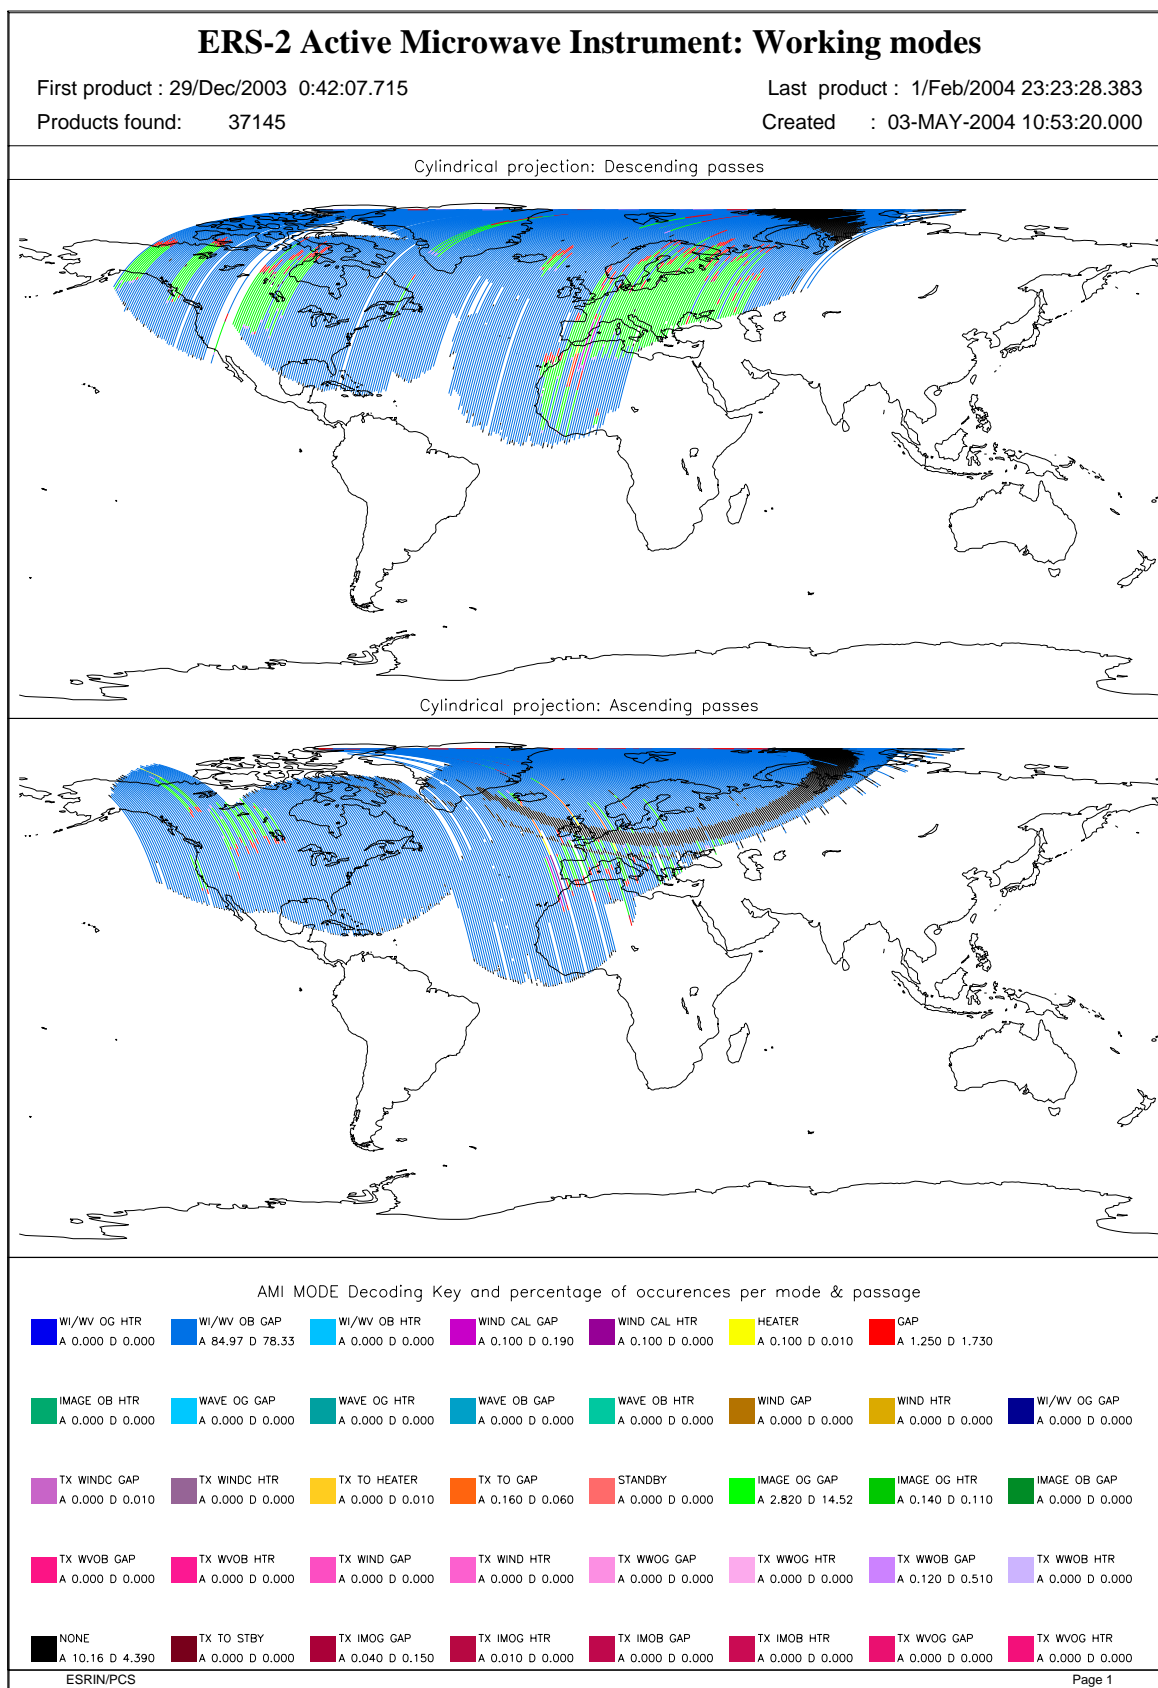 ERS-2 Active Microwave Instrument: Working modes
First product : 29/Dec/2003  0:42:07.715
Last  product :  1/Feb/2004 23:23:28.383
Products found:  37145
Created  :  03-MAY-2004 10:53:20.000
Cylindrical projection: Descending passes
Cylindrical projection: Ascending passes
AMI MODE Decoding Key and percentage of occurences per mode & passage
WI/WV OG HTR  WI/WV OB GAP  WI/WV OB HTR  WIND CAL GAP  WIND CAL HTR  HEATER  GAP
A 0.000 D 0.000  A 84.97 D 78.33  A 0.000 D 0.000  A 0.100 D 0.190  A 0.100 D 0.000  A 0.100 D 0.010  A 1.250 D 1.730
IMAGE OB HTR  WAVE OG GAP  WAVE OG HTR  WAVE OB GAP  WAVE OB HTR  WIND GAP  WIND HTR  WI/WV OG GAP
A 0.000 D 0.000  A 0.000 D 0.000  A 0.000 D 0.000  A 0.000 D 0.000  A 0.000 D 0.000  A 0.000 D 0.000  A 0.000 D 0.000  A 0.000 D 0.000
TX WINDC GAP  TX WINDC HTR  TX TO HEATER  TX TO GAP  STANDBY  IMAGE OG GAP  IMAGE OG HTR  IMAGE OB GAP
A 0.000 D 0.010  A 0.000 D 0.000  A 0.000 D 0.010  A 0.160 D 0.060  A 0.000 D 0.000  A 2.820 D 14.52  A 0.140 D 0.110  A 0.000 D 0.000
TX WVOB GAP  TX WVOB HTR  TX WIND GAP  TX WIND HTR  TX WWOG GAP  TX WWOG HTR  TX WWOB GAP  TX WWOB HTR
A 0.000 D 0.000  A 0.000 D 0.000  A 0.000 D 0.000  A 0.000 D 0.000  A 0.000 D 0.000  A 0.000 D 0.000  A 0.120 D 0.510  A 0.000 D 0.000
NONE  TX TO STBY  TX IMOG GAP  TX IMOG HTR  TX IMOB GAP  TX IMOB HTR  TX WVOG GAP  TX WVOG HTR
A 10.16 D 4.390  A 0.000 D 0.000  A 0.040 D 0.150  A 0.010 D 0.000  A 0.000 D 0.000  A 0.000 D 0.000  A 0.000 D 0.000  A 0.000 D 0.000
ESRIN/PCS
Page 1